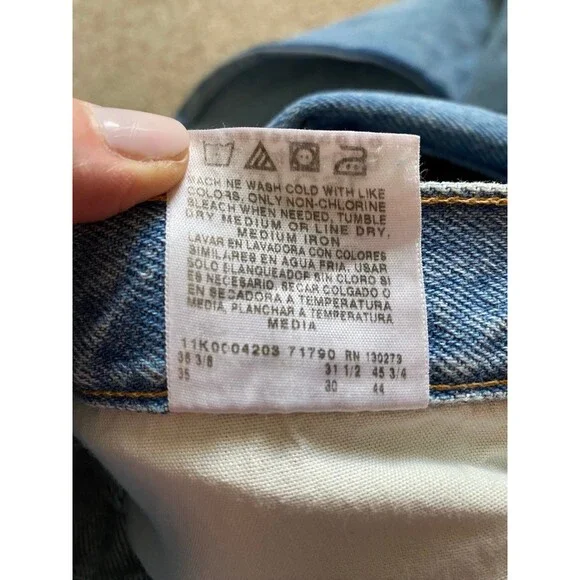 MACH NE WASH COLD WITH LIKE
COLORS, ONLY NON-CHLORINE
BLEACH WHEN NEEDED, TUMBLE
DRY MEDIUM OR LINE DRY,
MEDIUM IRON
LAVAR EN LAVADORA CON COLORES
SIMILARES EN AGUA FRIA, USAR
SOLO BLANQUEADOR SIN CLORO SI
ES NECESARIO, SECAR COLGADO O
EN SECADORA A TEMPERATURA
MEDIA, PLANCHAR A TEMPERATURA
MEDIA
11K0004203 71790 RN 130273
36 3/8 31 1/2 45 3/4
35 30 44